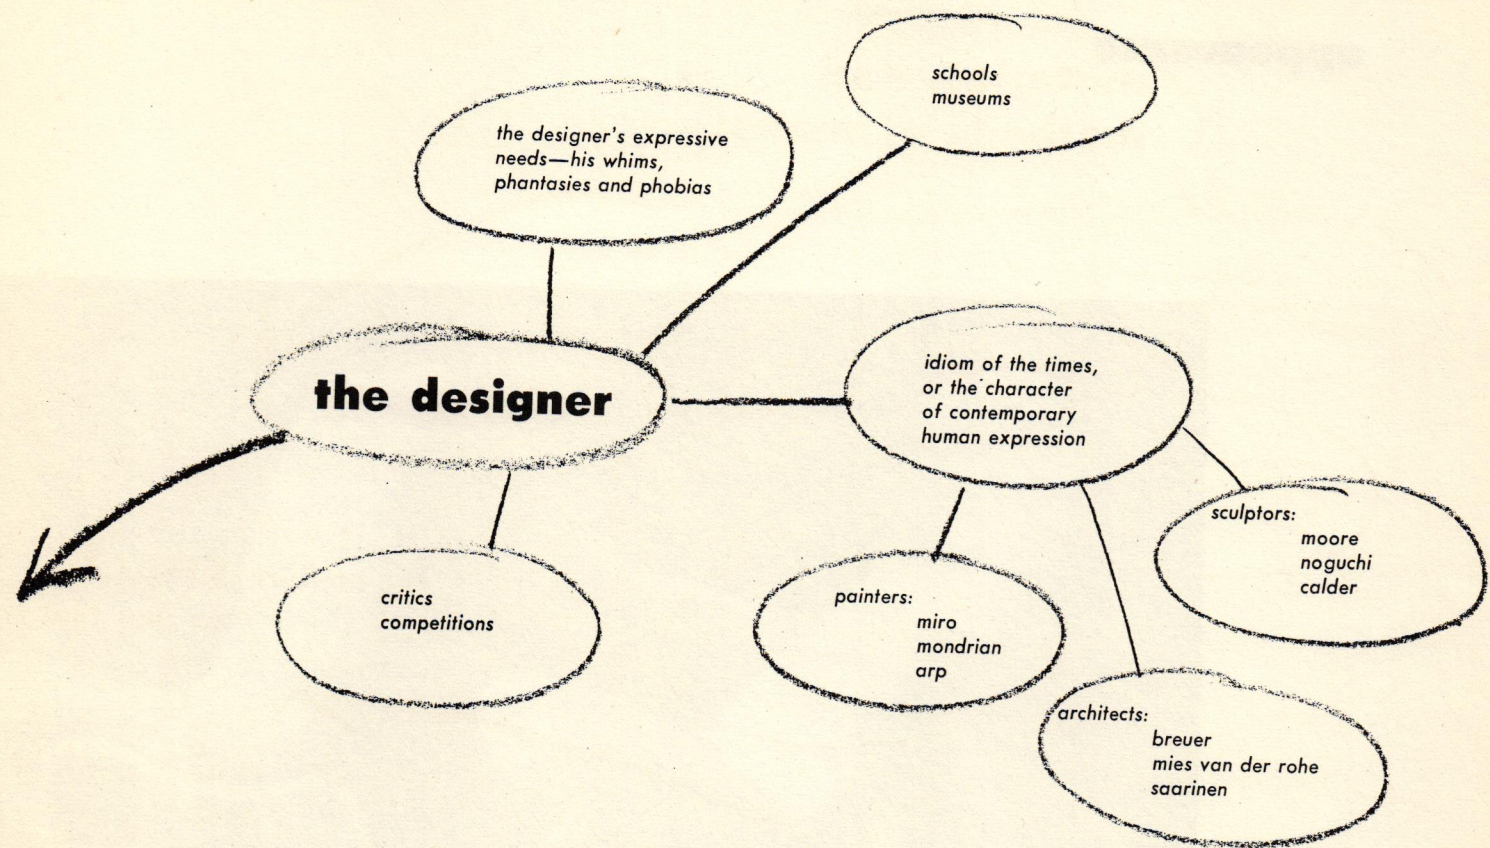 schools
museums
the designer's expressive
needs—his whims,
phantasies and phobias
the designer
idiom of the times,
or the character
of contemporary
human expression
critics
competitions
painters:
miro
mondrian
arp
sculptors:
moore
noguchi
calder
architects:
breuer
mies van der rohe
saarinen